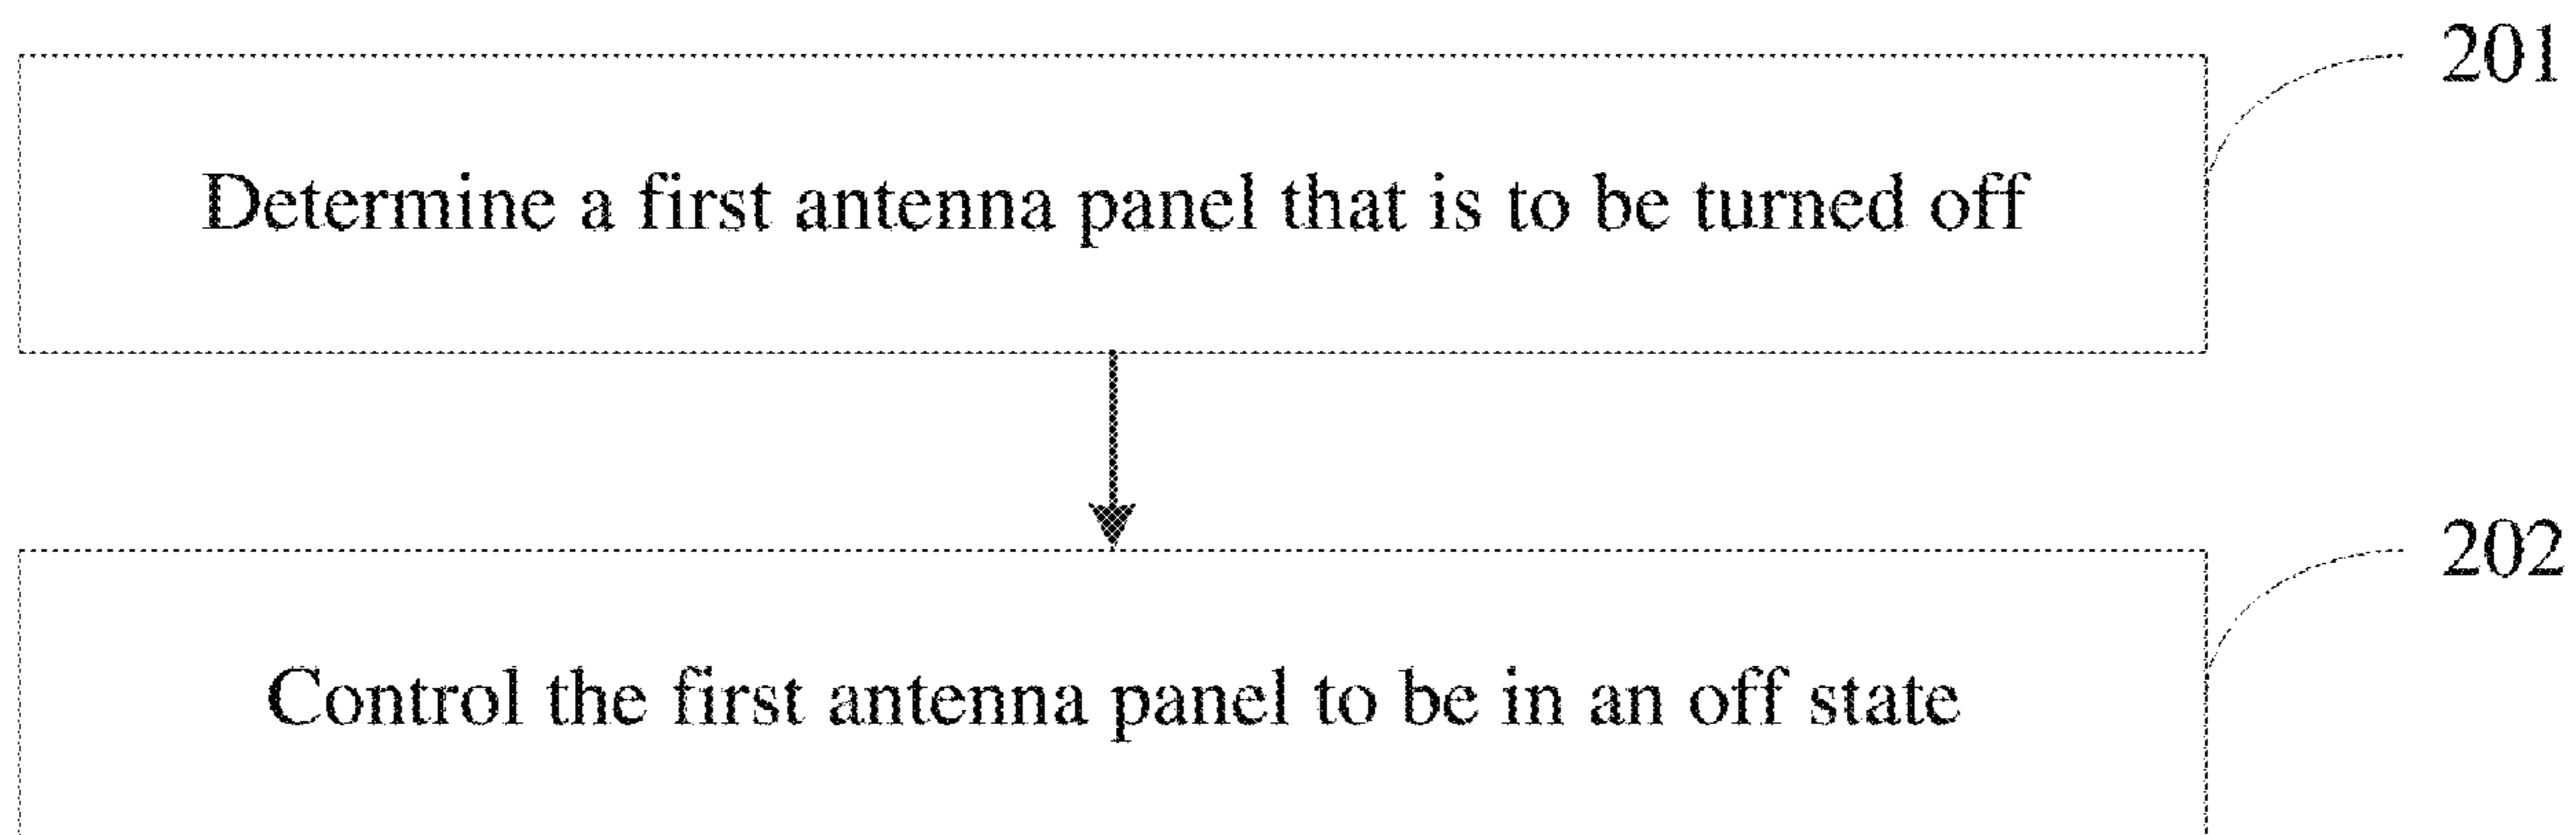 201
Determine a first antenna panel that is to be turned off
202
Control the first antenna panel to be in an off state